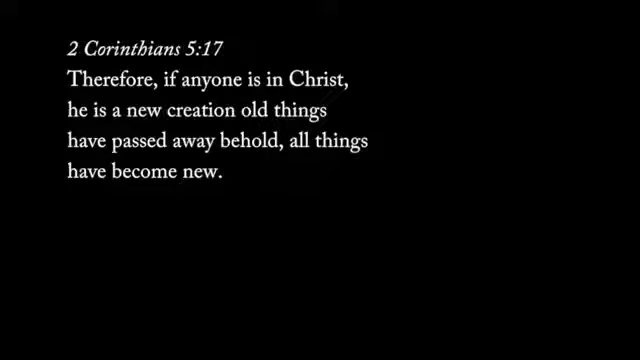 2 Corinthians 5:17
Therefore, if anyone is in Christ,
he is a new creation old things
have passed away behold, all things
have become new.